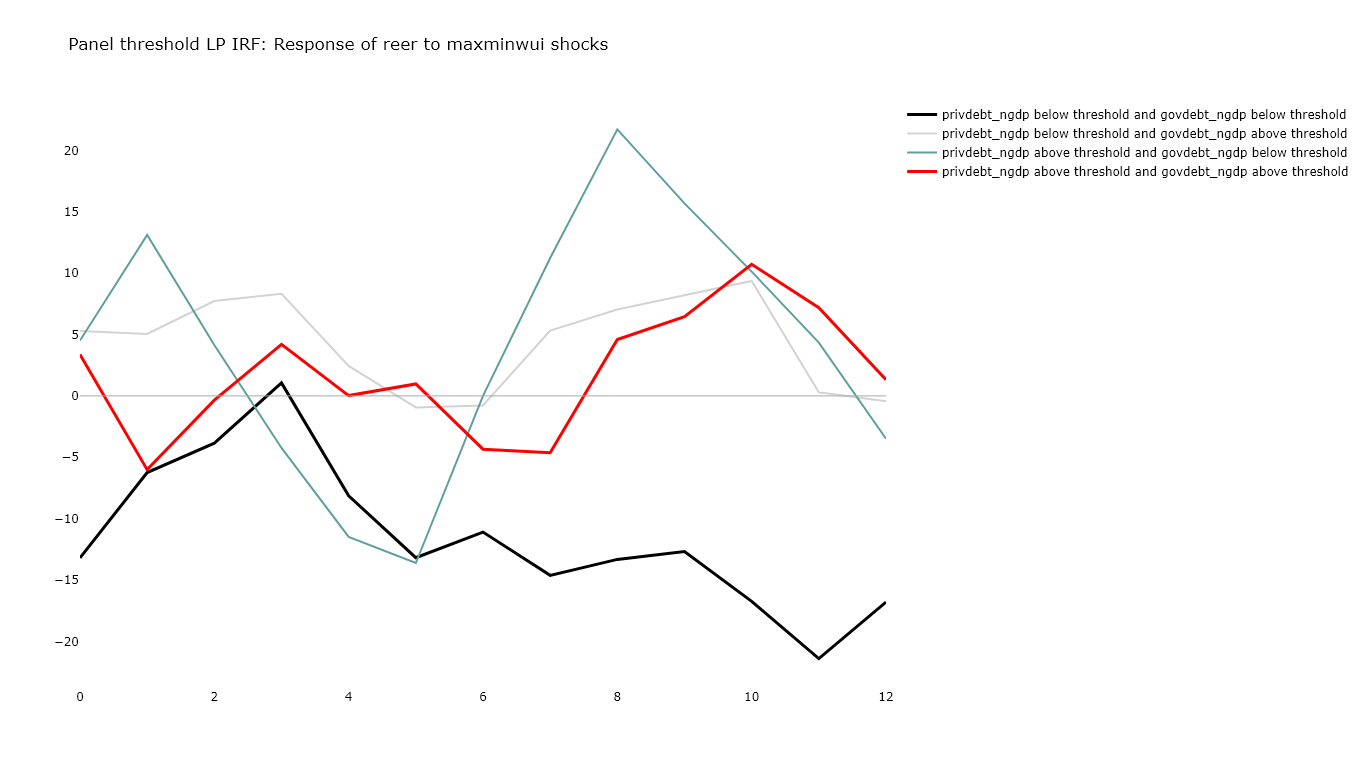 Panel threshold LP IRF: Response of reer to maxminwui shocks
privdebt_ngdp below threshold and govdebt_ngdp below threshold
privdebt_ngdp below threshold and govdebt_ngdp above threshold
privdebt_ngdp above threshold and govdebt_ngdp below threshold
privdebt_ngdp above threshold and govdebt_ngdp above threshold
20
15
10
5
0
−5
−10
−15
−20
0 2 4 6 8 10 12